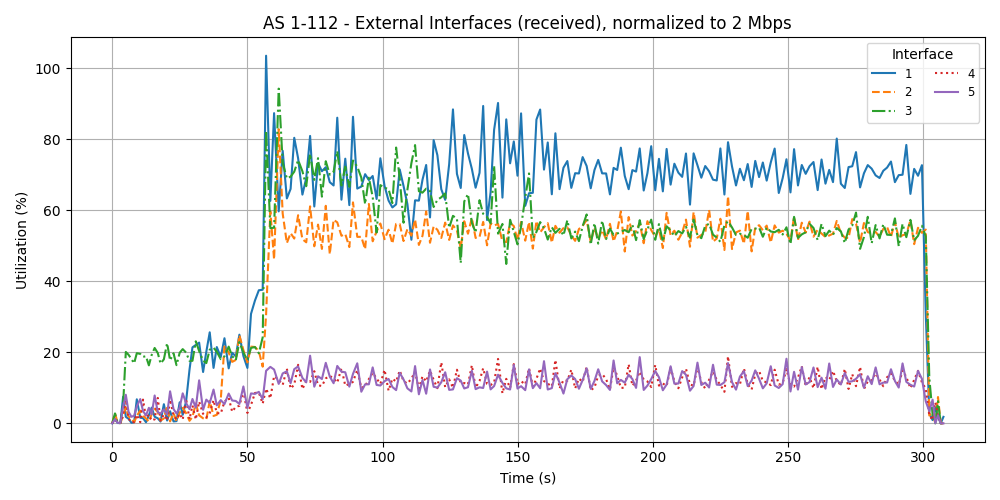 AS 1-112 - External Interfaces (received), normalized to 2 Mbps
Interface
1 4
2 5
3
Utilization (%)
100
80
60
40
20
0
0 50 100 150 200 250 300
Time (s)